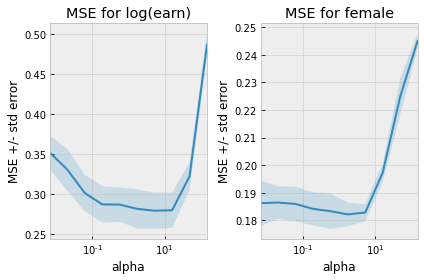 MSE for log(earn)
MSE +/- std error
0.50
0.45
0.40
0.35
0.30
0.25
10⁻¹ 10¹
alpha
MSE for female
MSE +/- std error
0.25
0.24
0.23
0.22
0.21
0.20
0.19
0.18
10⁻¹ 10¹
alpha